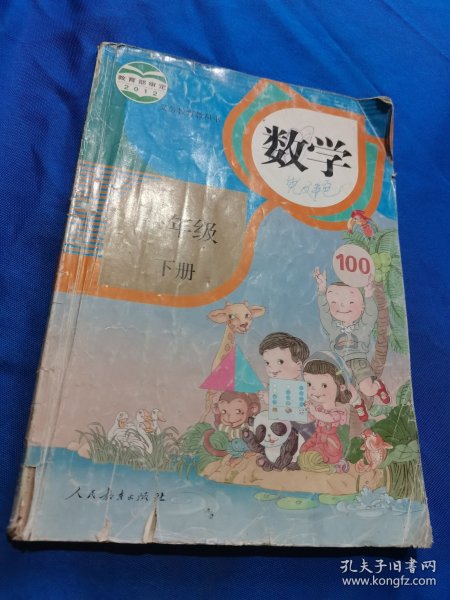 教育部审定
2012
数学
年级
下册
100
人民教育出版社
孔夫子旧书网
www.kongfz.com